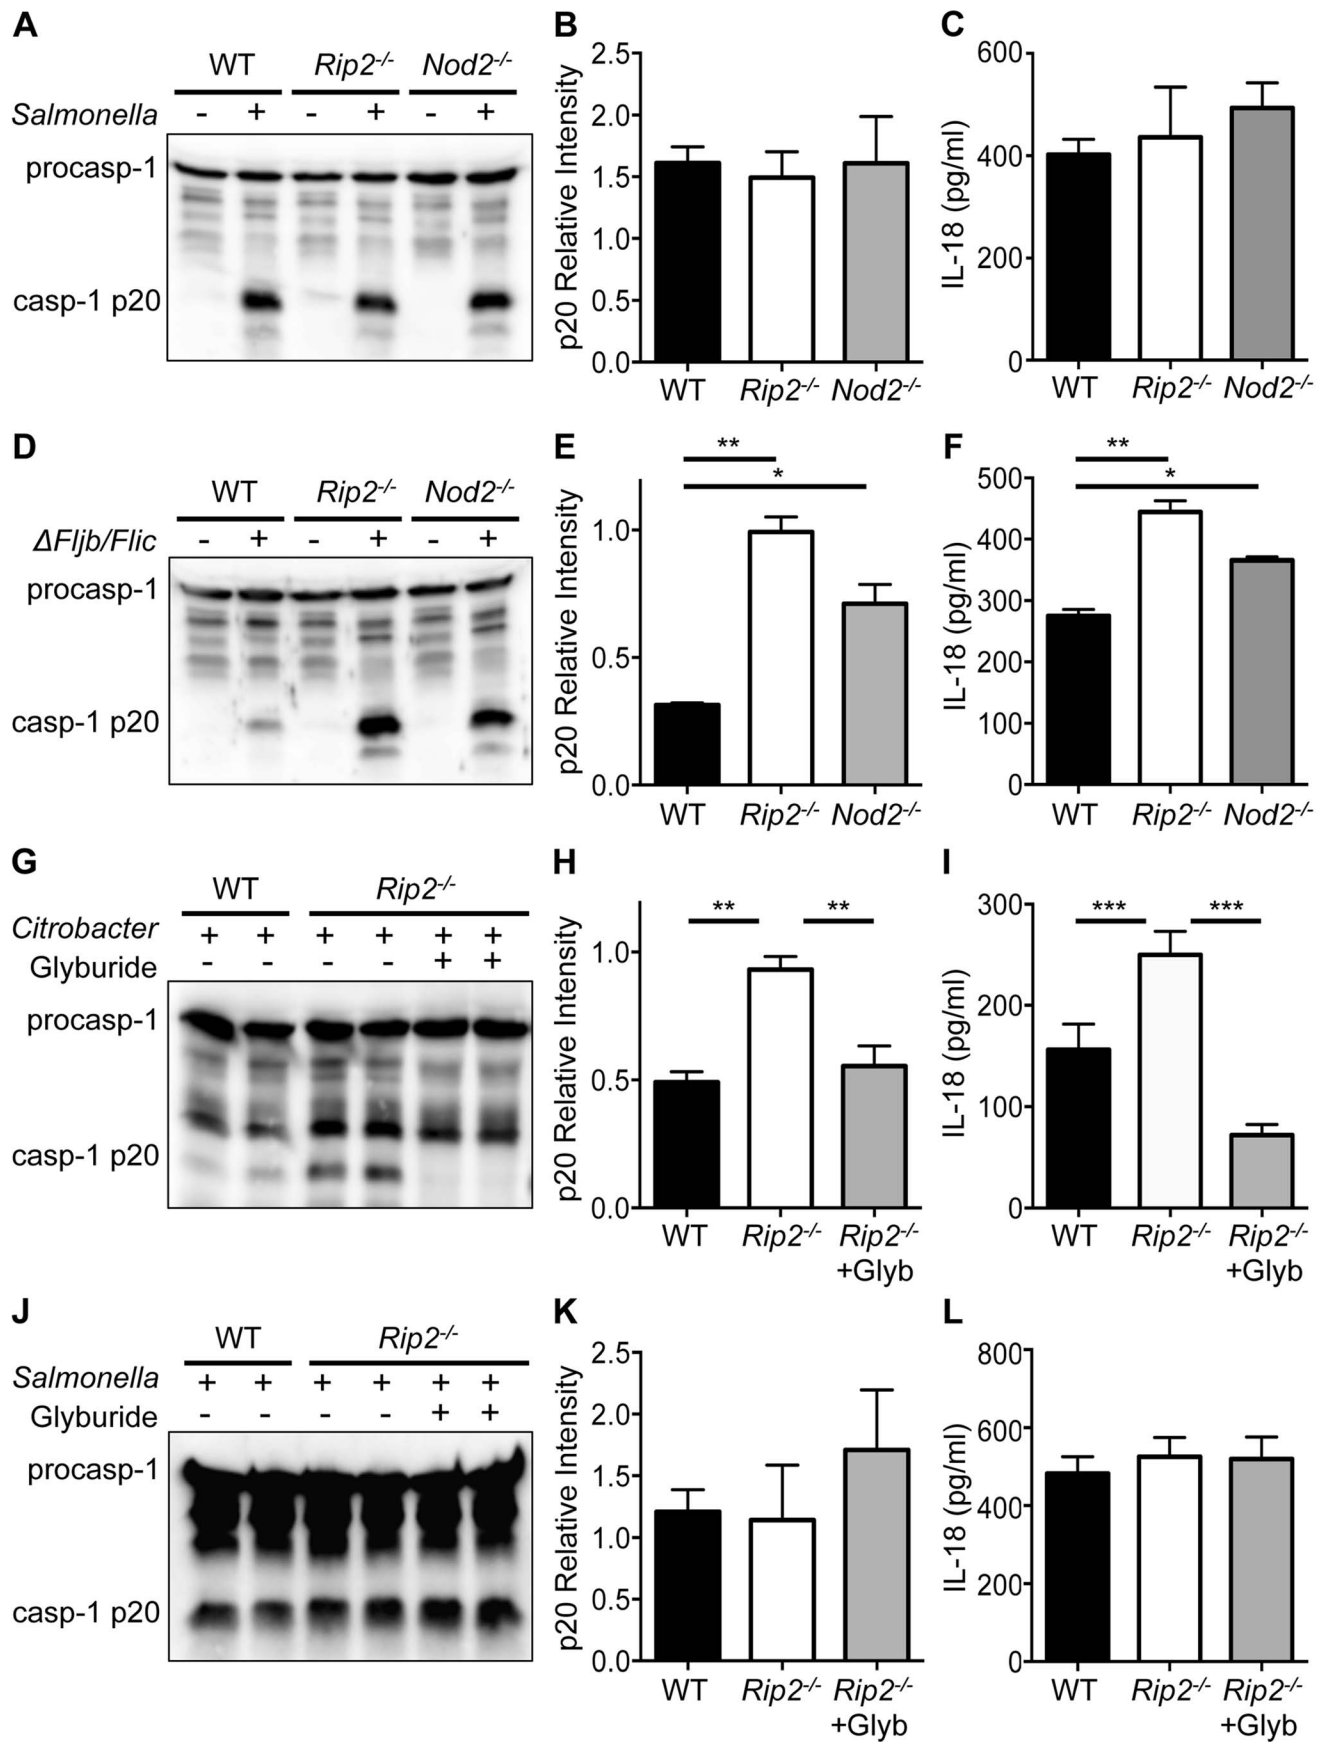 A
WT Rip2-/- Nod2-/-
Salmonella - + - + - +
procasp-1
casp-1 p20
B
p20 Relative Intensity
2.5
2.0
1.5
1.0
0.5
0.0
WT Rip2-/- Nod2-/-
C
IL-18 (pg/ml)
600
400
200
0
WT Rip2-/- Nod2-/-
D
WT Rip2-/- Nod2-/-
ΔFljb/Flic - + - + - +
procasp-1
casp-1 p20
E
**
*
p20 Relative Intensity
1.0
0.5
0.0
WT Rip2-/- Nod2-/-
F
**
*
IL-18 (pg/ml)
500
400
300
200
100
0
WT Rip2-/- Nod2-/-
G
WT Rip2-/-
Citrobacter + + + + + +
Glyburide - - - - + +
procasp-1
casp-1 p20
H
** **
p20 Relative Intensity
1.0
0.5
0.0
WT Rip2-/- Rip2-/-
+Glyb
I
*** ***
IL-18 (pg/ml)
300
200
100
0
WT Rip2-/- Rip2-/-
+Glyb
J
WT Rip2-/-
Salmonella + + + + + +
Glyburide - - - - + +
procasp-1
casp-1 p20
K
p20 Relative Intensity
2.5
2.0
1.5
1.0
0.5
0.0
WT Rip2-/- Rip2-/-
+Glyb
L
IL-18 (pg/ml)
800
600
400
200
0
WT Rip2-/- Rip2-/-
+Glyb